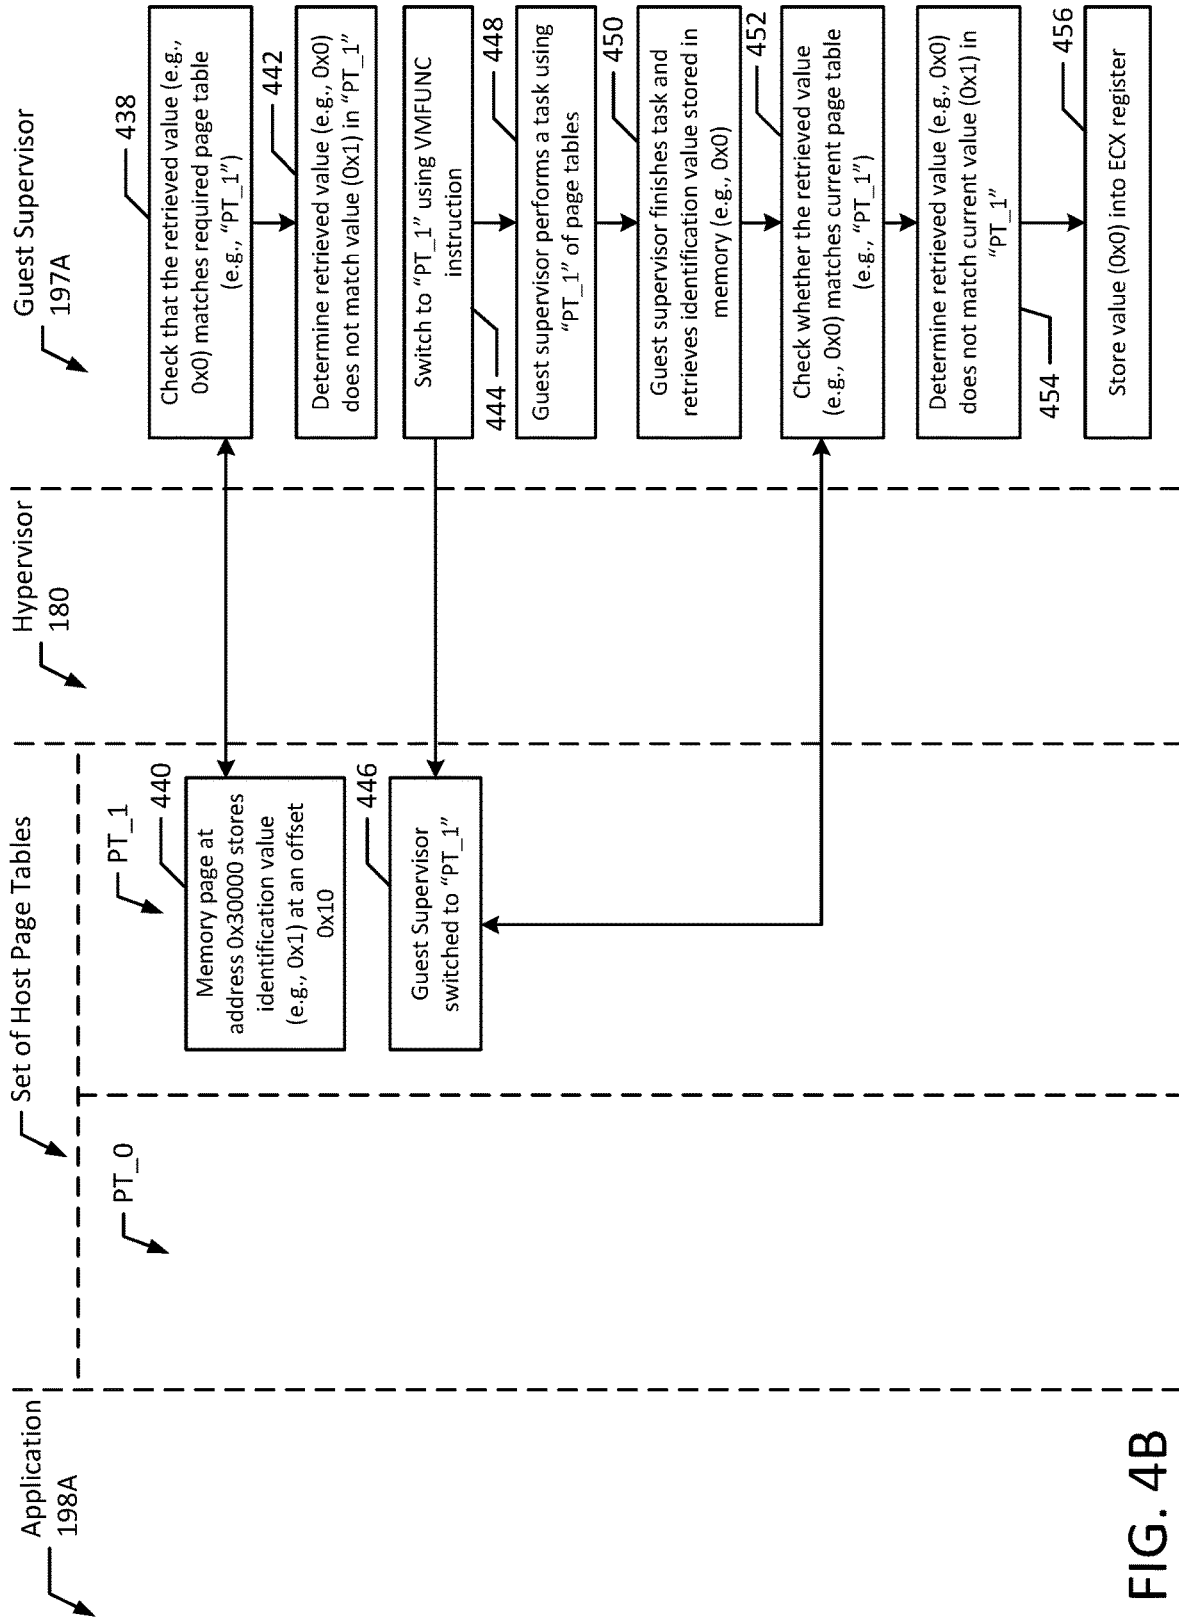 Application
198A
Set of Host Page Tables
PT_0
PT_1
Hypervisor
180
Guest Supervisor
197A
438
Check that the retrieved value (e.g.,
0x0) matches required page table
(e.g., “PT_1”)
440
Memory page at
address 0x30000 stores
identification value
(e.g., 0x1) at an offset
0x10
442
Determine retrieved value (e.g., 0x0)
does not match value (0x1) in “PT_1”
444
Switch to “PT_1” using VMFUNC
instruction
446
Guest Supervisor
switched to “PT_1”
448
Guest supervisor performs a task using
“PT_1” of page tables
450
Guest supervisor finishes task and
retrieves identification value stored in
memory (e.g., 0x0)
452
Check whether the retrieved value
(e.g., 0x0) matches current page table
(e.g., “PT_1”)
454
Determine retrieved value (e.g., 0x0)
does not match current value (0x1) in
“PT_1”
456
Store value (0x0) into ECX register
FIG. 4B